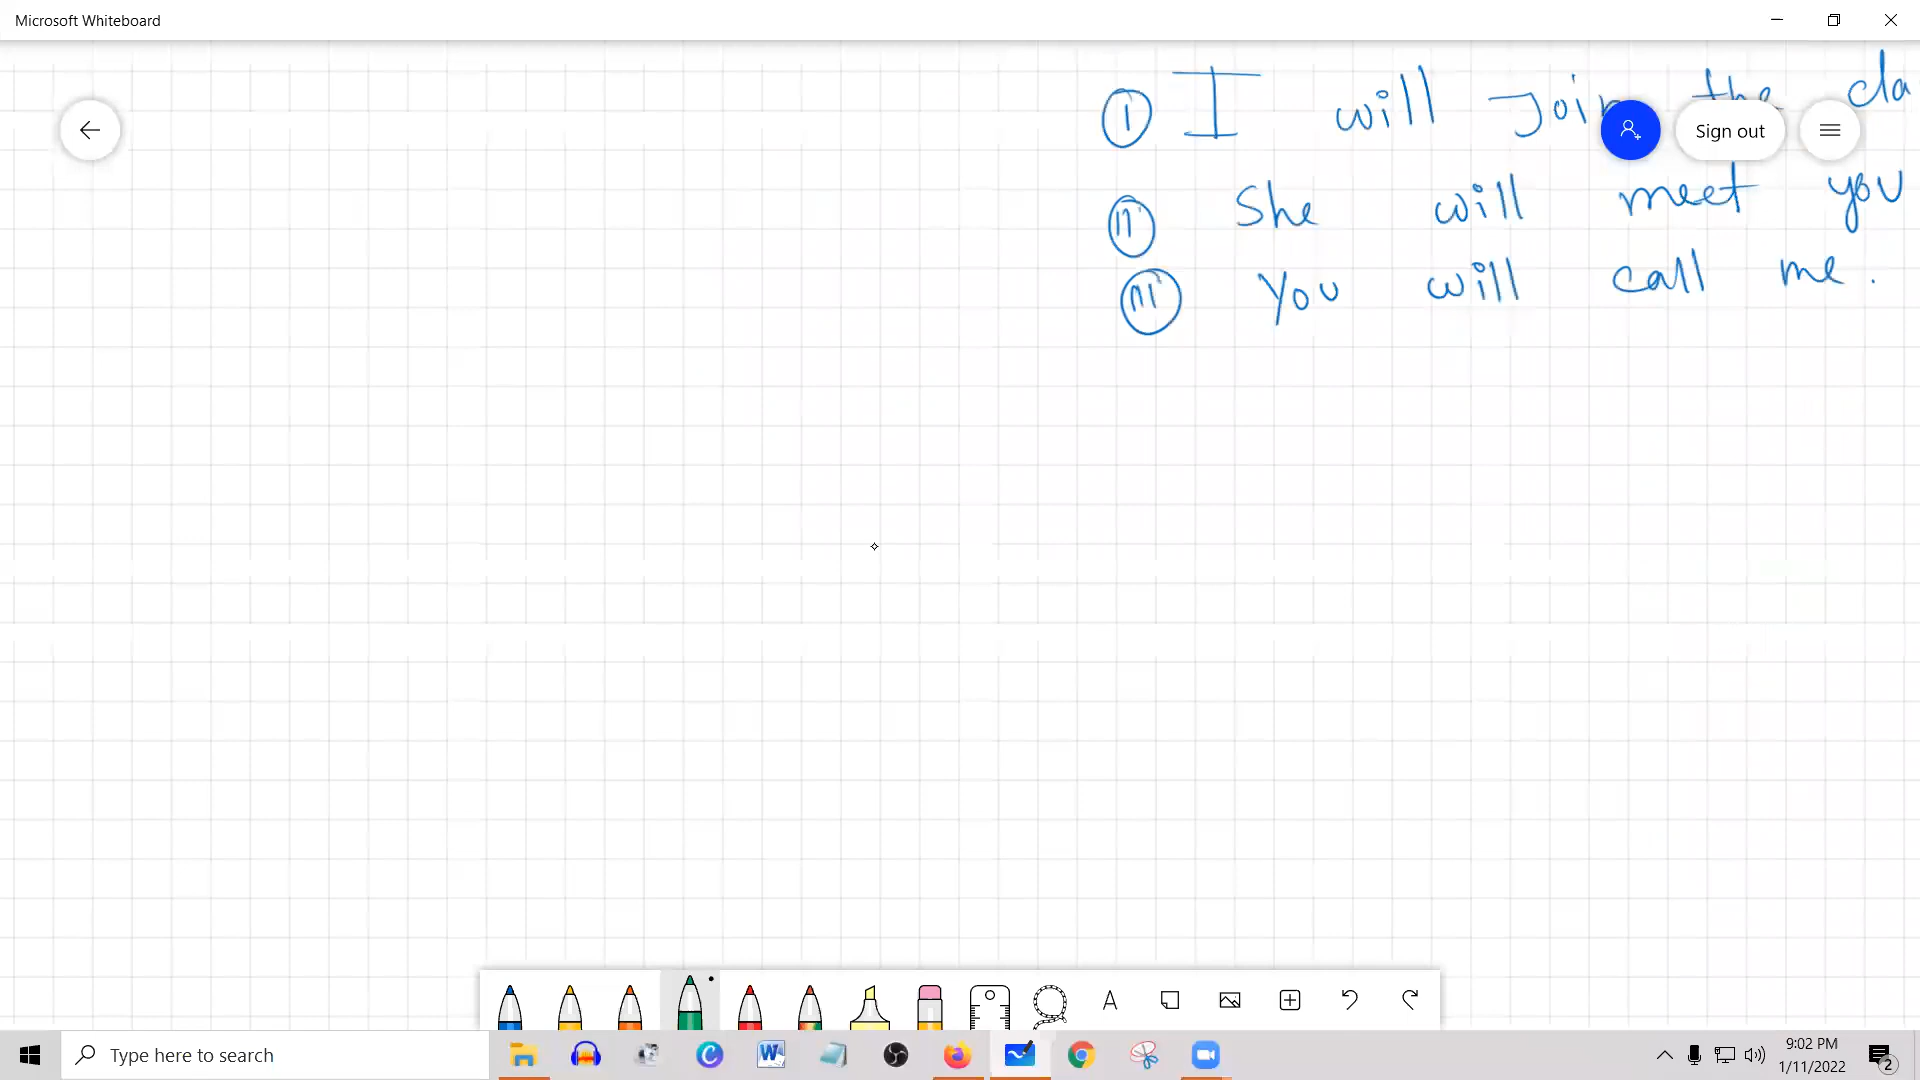 Microsoft Whiteboard
Sign out
① I will Join the cla
ⓘⓘ She will meet you
ⓘⓘⓘ You will call me.
A
Type here to search
9:02 PM
1/11/2022
2